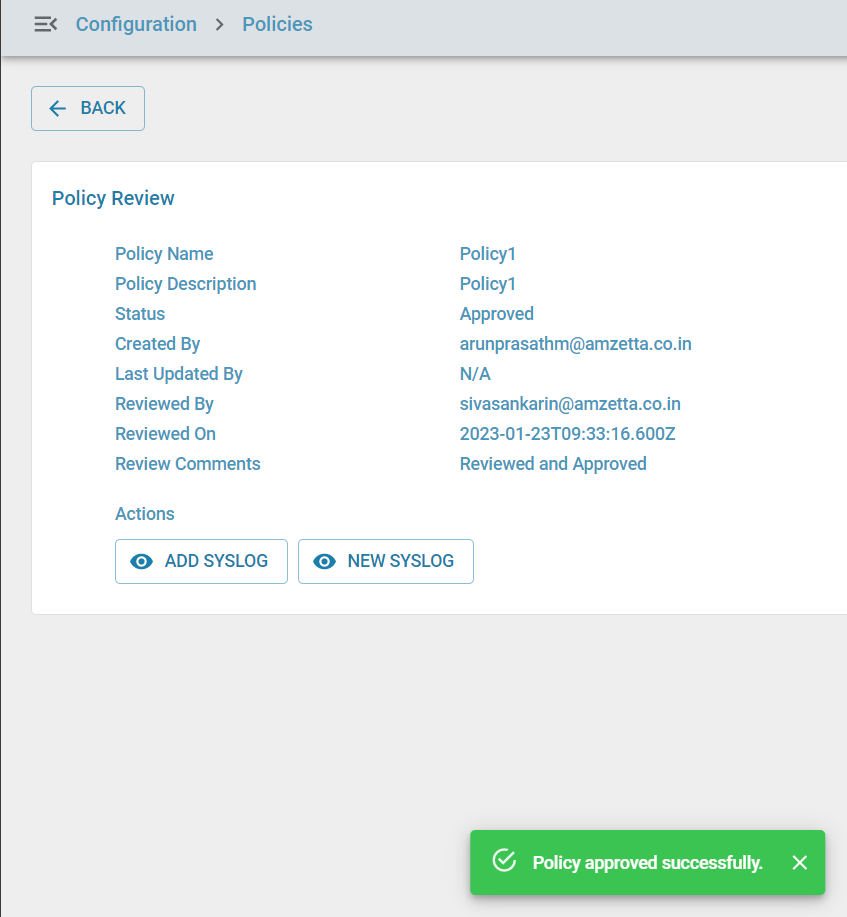 Configuration > Policies
BACK
Policy Review
Policy Name Policy1
Policy Description Policy1
Status Approved
Created By arunprasathm@amzetta.co.in
Last Updated By N/A
Reviewed By sivasankarin@amzetta.co.in
Reviewed On 2023-01-23T09:33:16.600Z
Review Comments Reviewed and Approved
Actions
ADD SYSLOG NEW SYSLOG
Policy approved successfully.